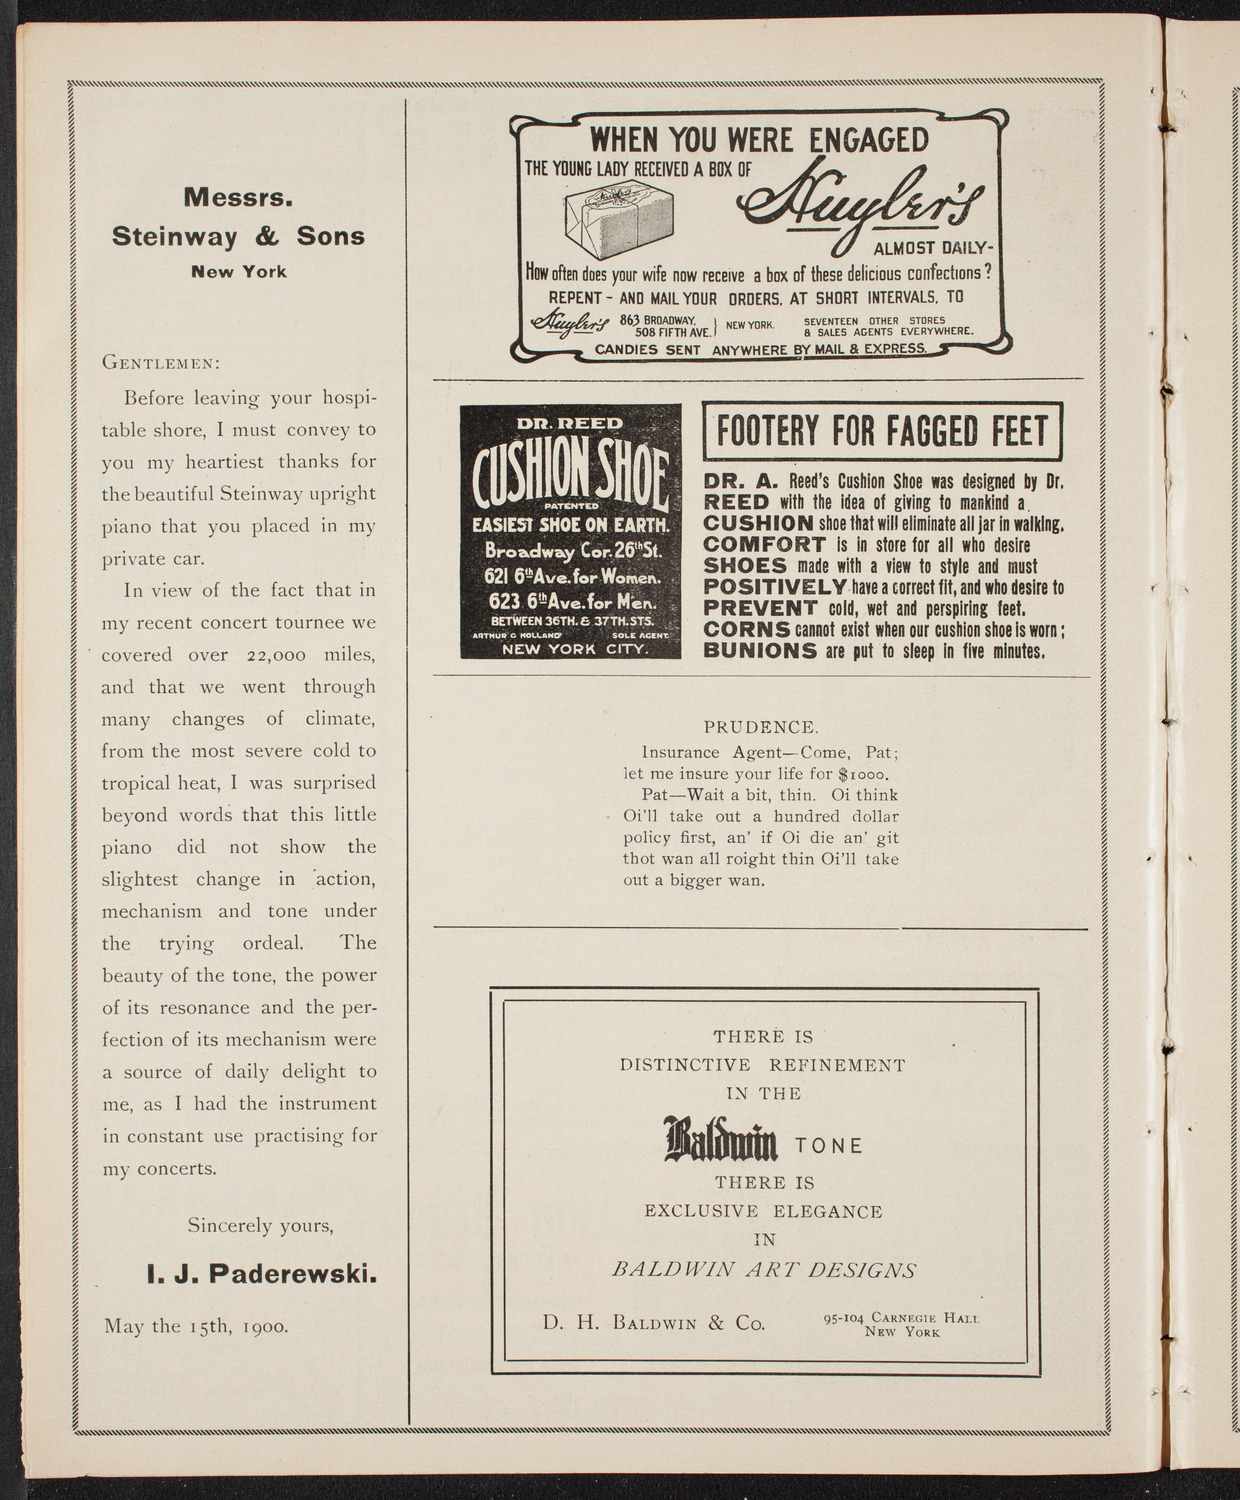 Messrs.
Steinway & Sons
New York
GENTLEMEN:
Before leaving your hospi-
table shore, I must convey to
you my heartiest thanks for
the beautiful Steinway upright
piano that you placed in my
private car.
In view of the fact that in
my recent concert tournee we
covered over 22,000 miles,
and that we went through
many changes of climate,
from the most severe cold to
tropical heat, I was surprised
beyond words that this little
piano did not show the
slightest change in action,
mechanism and tone under
the trying ordeal. The
beauty of the tone, the power
of its resonance and the per-
fection of its mechanism were
a source of daily delight to
me, as I had the instrument
in constant use practising for
my concerts.
Sincerely yours,
I. J. Paderewski.
May the 15th, 1900.
WHEN YOU WERE ENGAGED
THE YOUNG LADY RECEIVED A BOX OF
Huyler's
ALMOST DAILY-
How often does your wife now receive a box of these delicious confections?
REPENT - AND MAIL YOUR ORDERS, AT SHORT INTERVALS, TO
Huyler's 863 BROADWAY, 508 FIFTH AVE. } NEW YORK. SEVENTEEN OTHER STORES & SALES AGENTS EVERYWHERE.
CANDIES SENT ANYWHERE BY MAIL & EXPRESS.
DR. REED
CUSHION SHOE
PATENTED
EASIEST SHOE ON EARTH.
Broadway Cor. 26th St.
621 6th Ave. for Women.
623 6th Ave. for Men.
BETWEEN 36TH. & 37TH. STS.
ARTHUR G HOLLAND SOLE AGENT.
NEW YORK CITY.
FOOTERY FOR FAGGED FEET
DR. A. Reed's Cushion Shoe was designed by Dr.
REED with the idea of giving to mankind a
CUSHION shoe that will eliminate all jar in walking.
COMFORT is in store for all who desire
SHOES made with a view to style and must
POSITIVELY have a correct fit, and who desire to
PREVENT cold, wet and perspiring feet.
CORNS cannot exist when our cushion shoe is worn;
BUNIONS are put to sleep in five minutes.
PRUDENCE.
Insurance Agent—Come, Pat;
let me insure your life for $1000.
Pat—Wait a bit, thin. Oi think
Oi'll take out a hundred dollar
policy first, an' if Oi die an' git
thot wan all roight thin Oi'll take
out a bigger wan.
THERE IS
DISTINCTIVE REFINEMENT
IN THE
Baldwin TONE
THERE IS
EXCLUSIVE ELEGANCE
IN
BALDWIN ART DESIGNS
D. H. BALDWIN & CO. 95-104 CARNEGIE HALL
NEW YORK